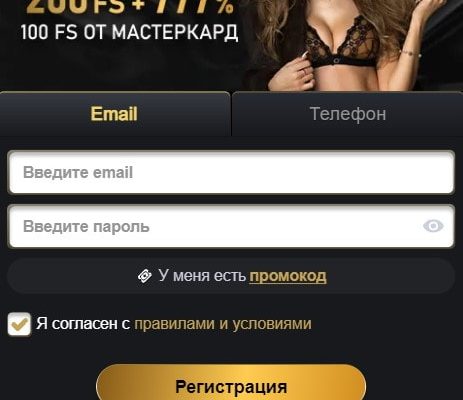 200 FS + 777%
100 FS ОТ МАСТЕРКАРД
Email
Телефон
Введите email
Введите пароль
У меня есть промокод
Я согласен с правилами и условиями
Регистрация